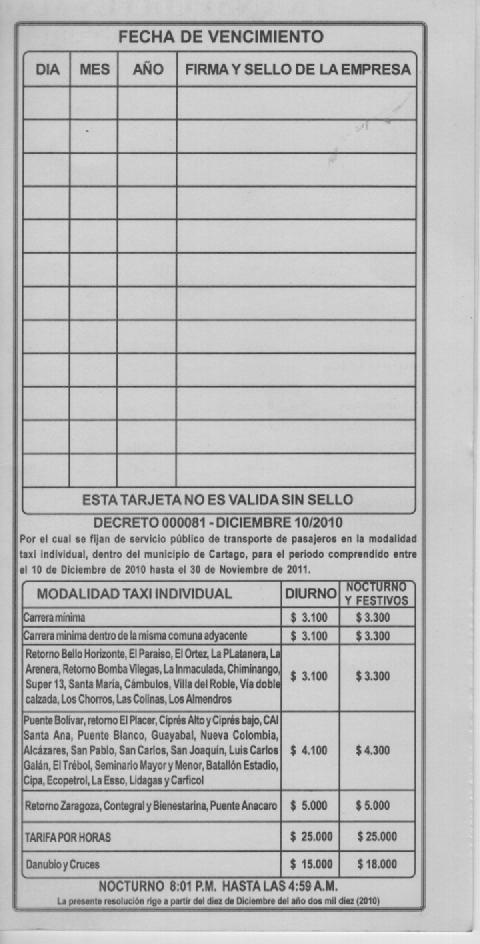 FECHA DE VENCIMIENTO
DIA MES AÑO FIRMA Y SELLO DE LA EMPRESA
ESTA TARJETA NO ES VALIDA SIN SELLO
DECRETO 000081 - DICIEMBRE 10/2010
Por el cual se fijan de servicio público de transporte de pasajeros en la modalidad
taxi individual, dentro del municipio de Cartago, para el periodo comprendido entre
el 10 de Diciembre de 2010 hasta el 30 de Noviembre de 2011.
MODALIDAD TAXI INDIVIDUAL DIURNO NOCTURNO
Y FESTIVOS
Carrera mínima $ 3.100 $ 3.300
Carrera mínima dentro de la misma comuna adyacente $ 3.100 $ 3.300
Retorno Bello Horizonte, El Paraiso, El Ortez, La PLatanera, La
Arenera, Retorno Bomba Villegas, La Inmaculada, Chiminango,
Super 13, Santa María, Cámbulos, Villa del Roble, Vía doble
calzada, Los Chorros, Las Colinas, Los Almendros
$ 3.100 $ 3.300
Puente Bolívar, retorno El Placer, Ciprés Alto y Ciprés bajo, CAI
Santa Ana, Puente Blanco, Guayabal, Nueva Colombia,
Alcázares, San Pablo, San Carlos, San Joaquín, Luis Carlos
Galán, El Trébol, Seminario Mayor y Menor, Batallón Estadio,
Cipa, Ecopetrol, La Esso, Lidagas y Carficol
$ 4.100 $ 4.300
Retorno Zaragoza, Contegral y Bienestarina, Puente Anacaro $ 5.000 $ 5.000
TARIFA POR HORAS $ 25.000 $ 25.000
Danubio y Cruces $ 15.000 $ 18.000
NOCTURNO 8:01 P.M. HASTA LAS 4:59 A.M.
La presente resolución rige a partir del diez de Diciembre del año dos mil diez (2010)